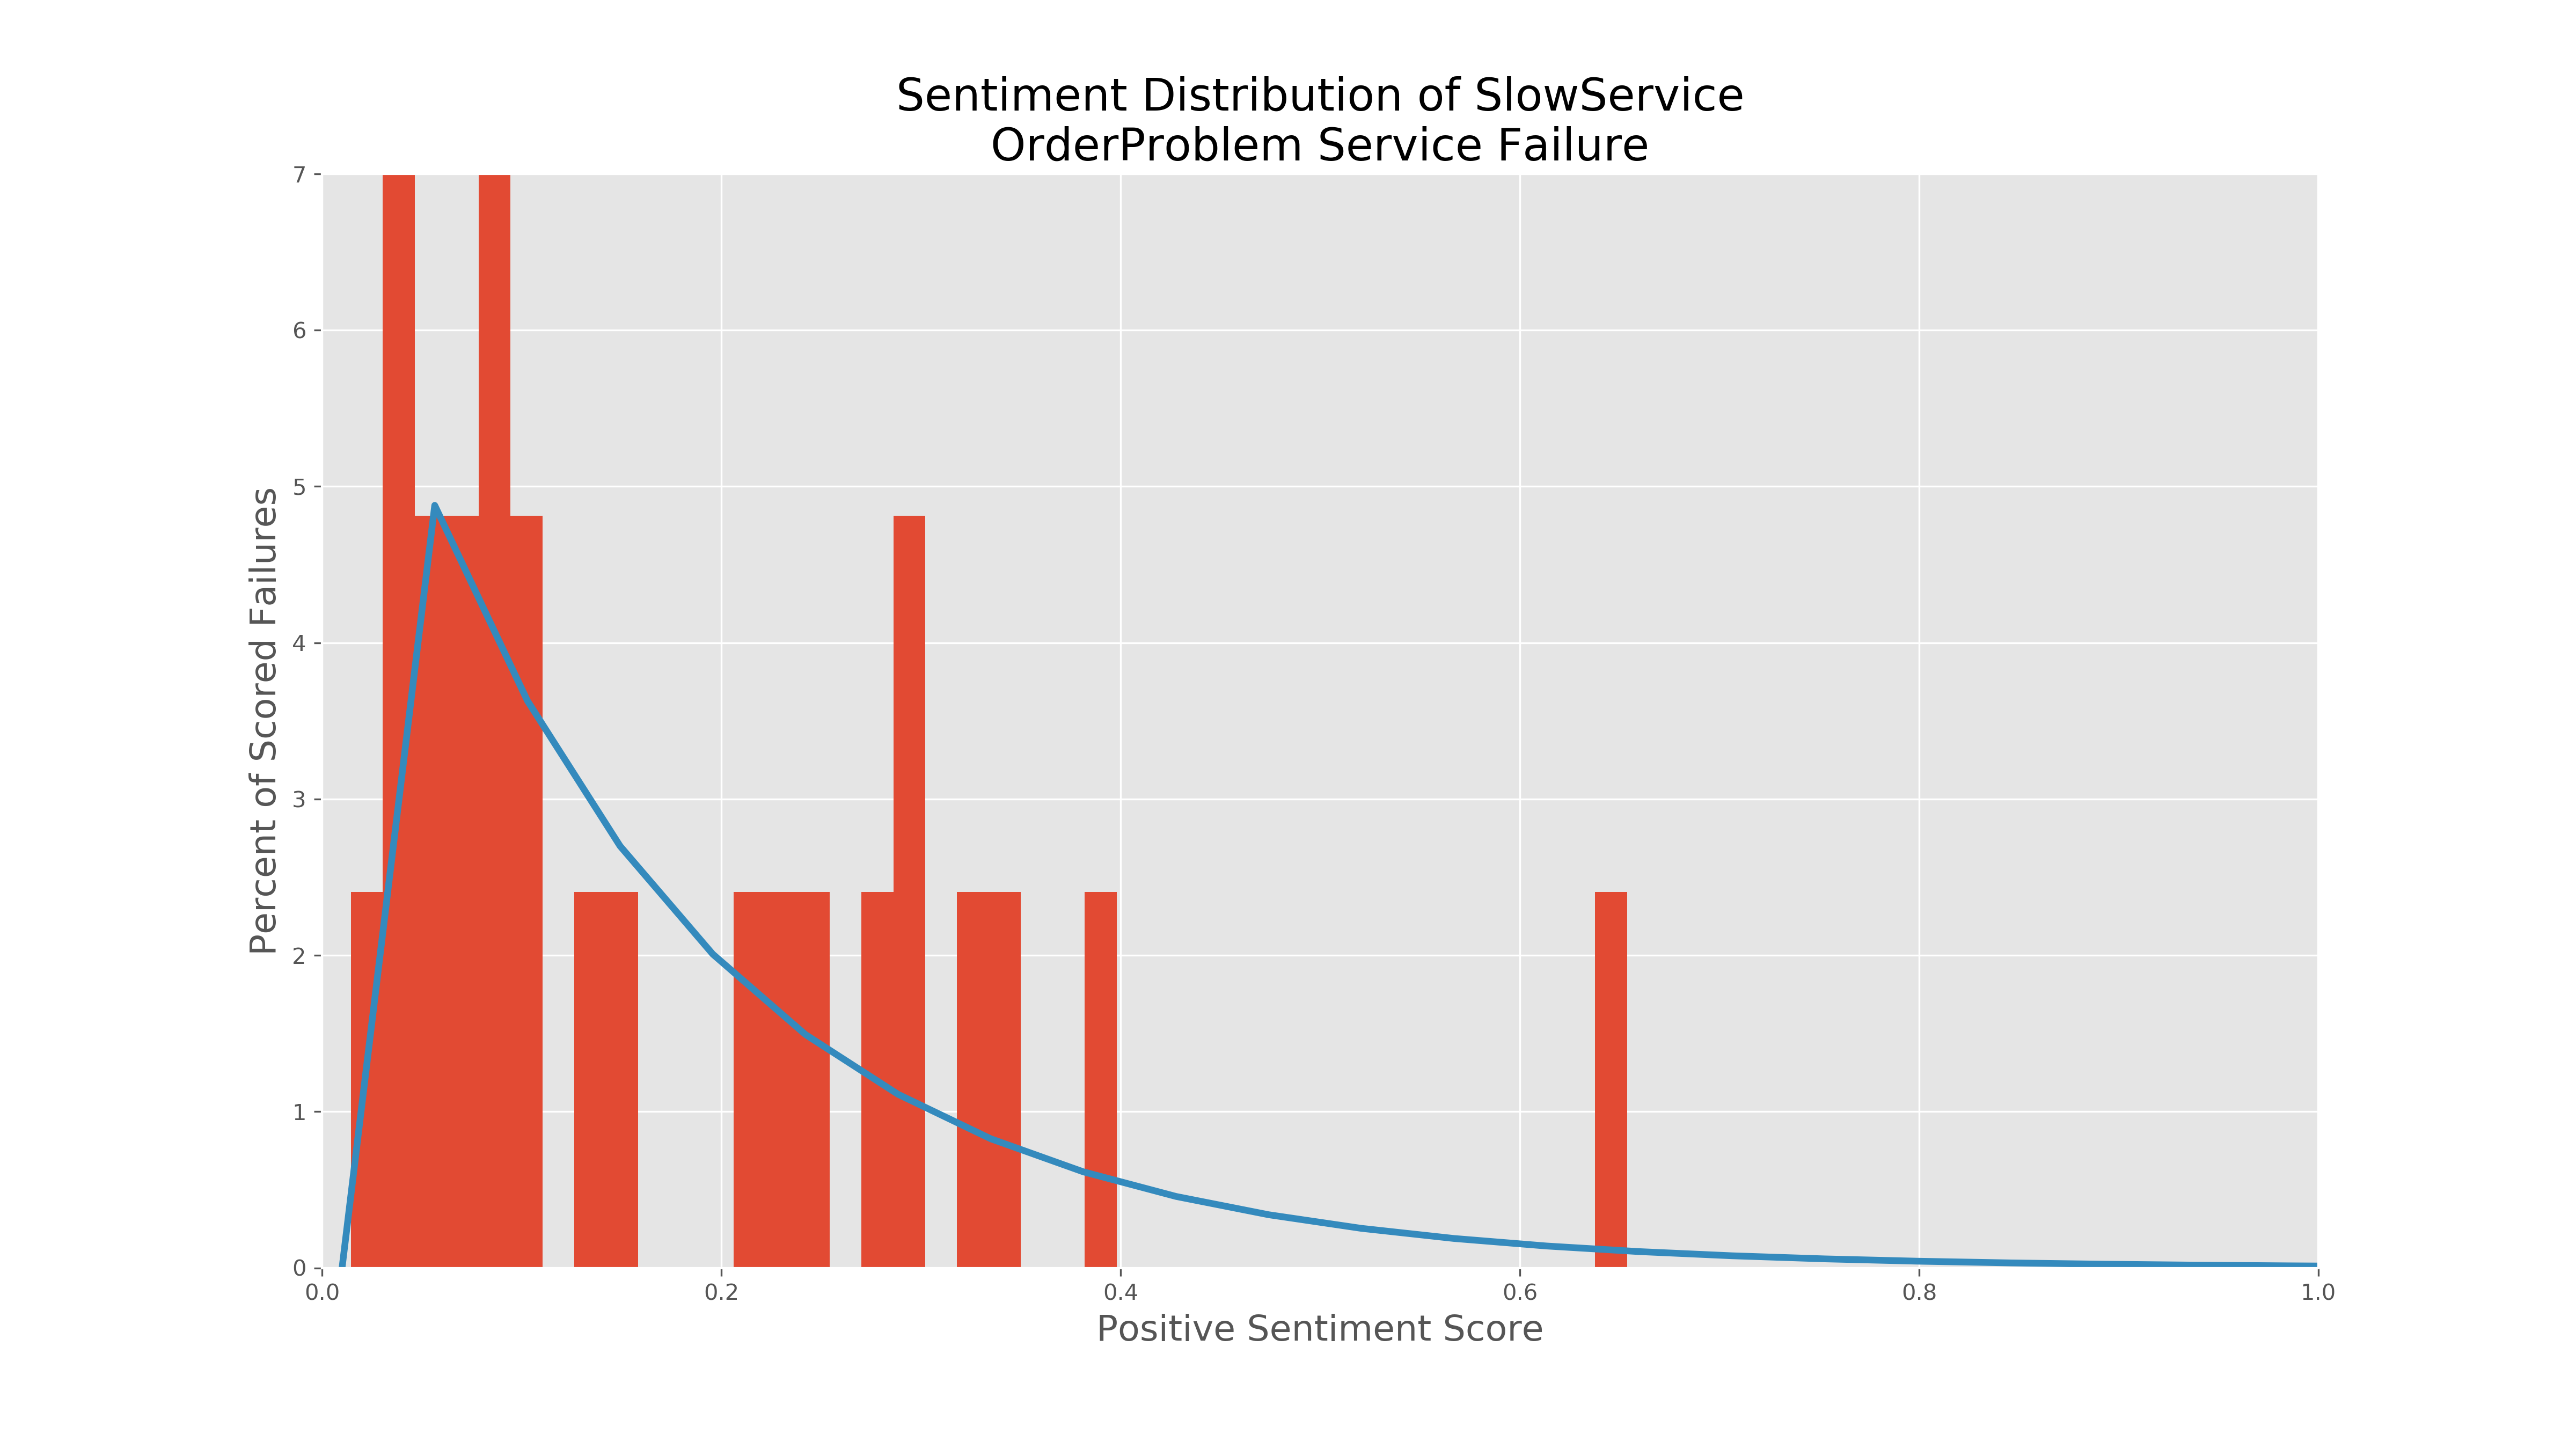 Sentiment Distribution of SlowService
OrderProblem Service Failure
7
6
5
4
3
2
1
0
Percent of Scored Failures
0.0 0.2 0.4 0.6 0.8 1.0
Positive Sentiment Score